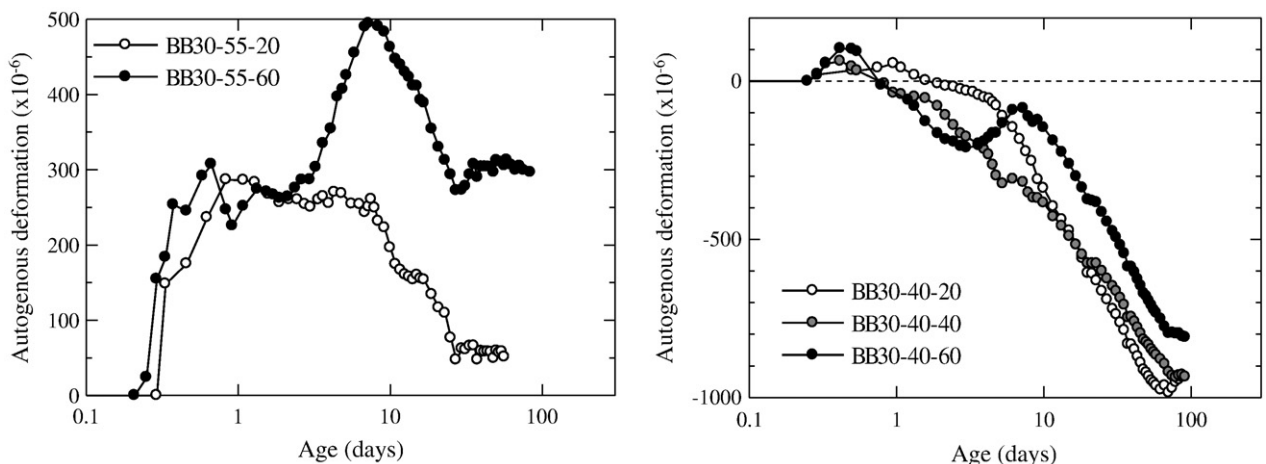 500
400
300
200
100
0
Autogenous deformation (x10⁻⁶)
BB30-55-20
BB30-55-60
0.1
1
10
100
Age (days)
0
-500
-1000
Autogenous deformation (x10⁻⁶)
BB30-40-20
BB30-40-40
BB30-40-60
0.1
1
10
100
Age (days)